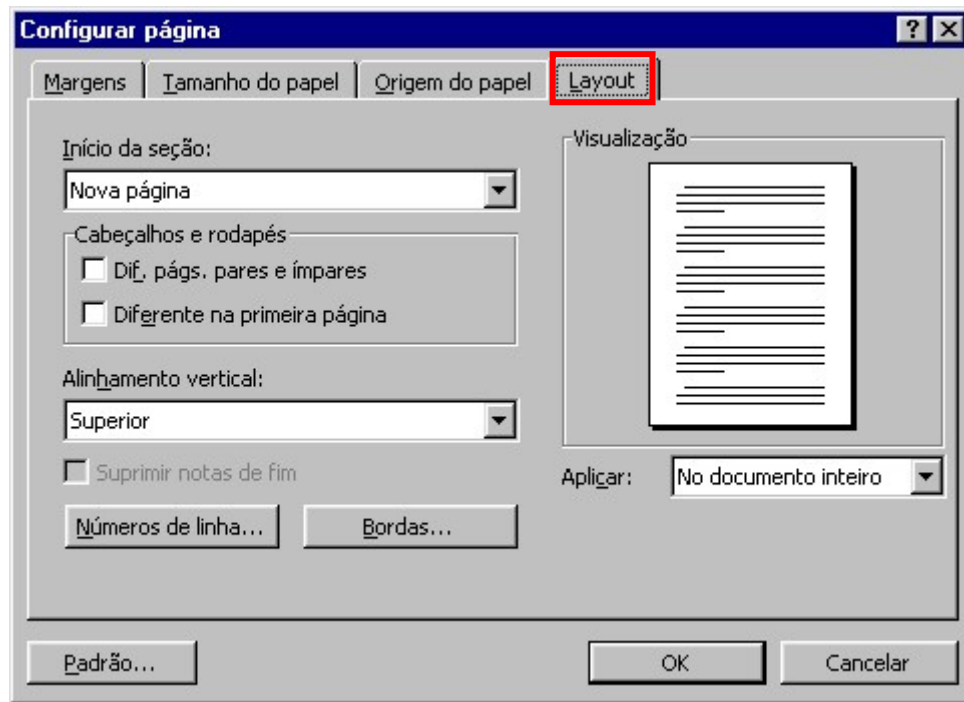 Configurar página
Margens
Tamanho do papel
Origem do papel
Layout
Início da seção:
Nova página
Cabeçalhos e rodapés
Dif. págs. pares e ímpares
Diferente na primeira página
Alinhamento vertical:
Superior
Suprimir notas de fim
Números de linha...
Bordas...
Visualização
Aplicar:
No documento inteiro
Padrão...
OK
Cancelar